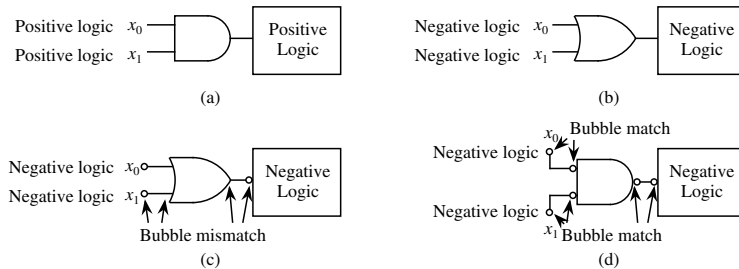 Positive logic x0
Positive logic x1
Positive
Logic
(a)
Negative logic x0
Negative logic x1
Negative
Logic
(b)
Negative logic x0
Negative logic x1
Negative
Logic
Bubble mismatch
(c)
x0 Bubble match
Negative logic
Negative logic
x1
Negative
Logic
Bubble match
(d)